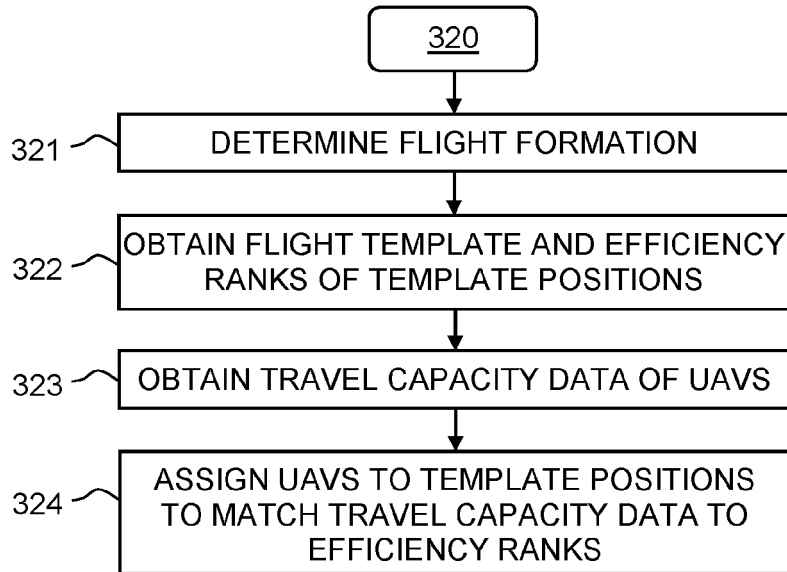 320
321
DETERMINE FLIGHT FORMATION
322
OBTAIN FLIGHT TEMPLATE AND EFFICIENCY
RANKS OF TEMPLATE POSITIONS
323
OBTAIN TRAVEL CAPACITY DATA OF UAVS
324
ASSIGN UAVS TO TEMPLATE POSITIONS
TO MATCH TRAVEL CAPACITY DATA TO
EFFICIENCY RANKS